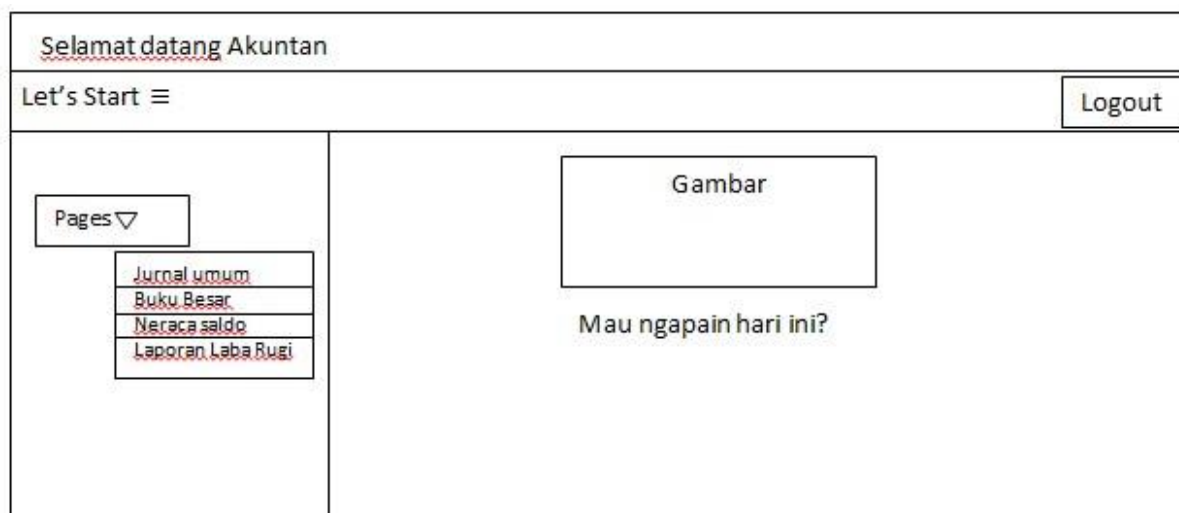 Selamat datang Akuntan
Let's Start ≡
Logout
Pages ▽
Jurnal umum
Buku Besar
Neraca saldo
Laporan Laba Rugi
Gambar
Mau ngapain hari ini?